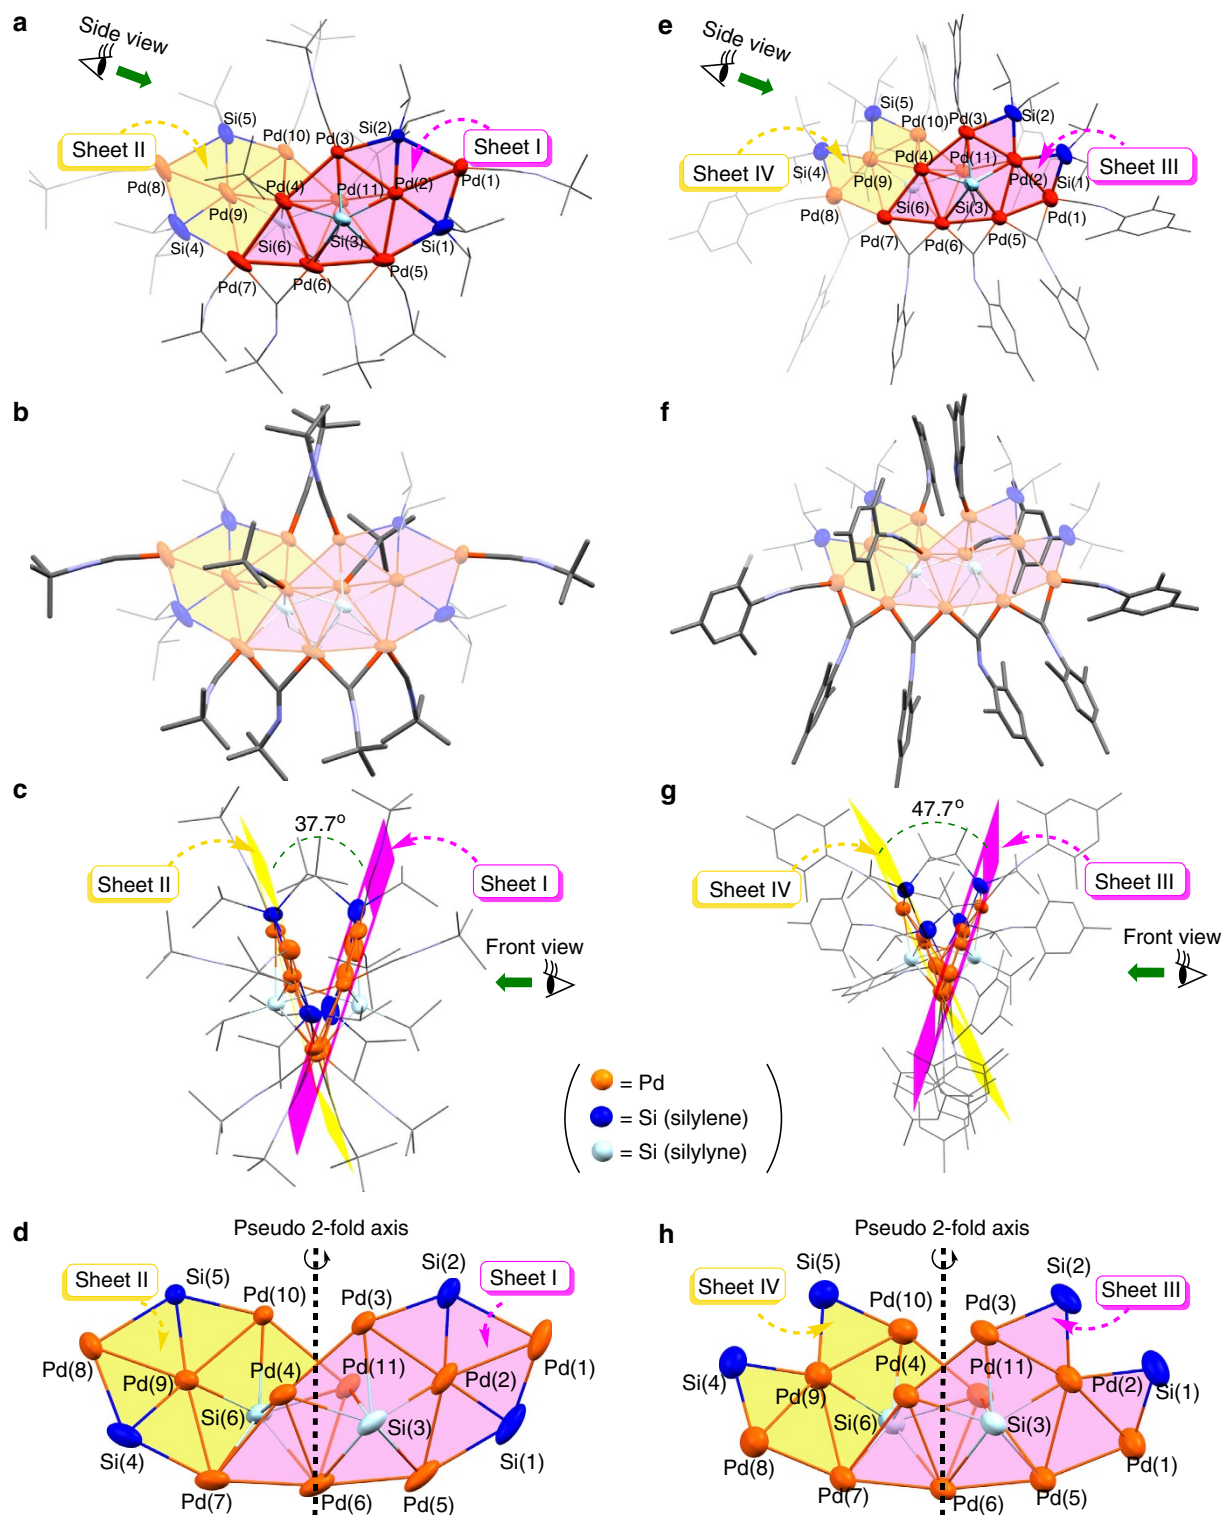 a
Side view
Si(5)
Si(2)
Pd(10)
Pd(3)
Sheet II
Sheet I
Pd(8)
Pd(4)
Pd(11)
Pd(2)
Pd(1)
Pd(9)
Si(4)
Si(6)
Si(3)
Si(1)
Pd(7)
Pd(6)
Pd(5)
e
Side view
Si(5)
Si(2)
Pd(10)
Pd(3)
Sheet IV
Sheet III
Pd(4)
Pd(11)
Si(4)
Pd(9)
Pd(2)
Si(1)
Pd(8)
Si(6)
Si(3)
Pd(1)
Pd(7)
Pd(6)
Pd(5)
b
f
c
37.7°
Sheet II
Sheet I
Front view
g
47.7°
Sheet IV
Sheet III
Front view
= Pd
= Si (silylene)
= Si (silylyne)
d
Pseudo 2-fold axis
Si(5)
Si(2)
Sheet II
Sheet I
Pd(10)
Pd(3)
Pd(8)
Pd(9)
Pd(4)
Pd(11)
Pd(2)
Pd(1)
Si(6)
Si(3)
Si(4)
Si(1)
Pd(7)
Pd(6)
Pd(5)
h
Pseudo 2-fold axis
Si(5)
Si(2)
Sheet IV
Sheet III
Pd(10)
Pd(3)
Si(4)
Pd(9)
Pd(4)
Pd(11)
Pd(2)
Si(1)
Si(6)
Si(3)
Pd(8)
Pd(1)
Pd(7)
Pd(6)
Pd(5)